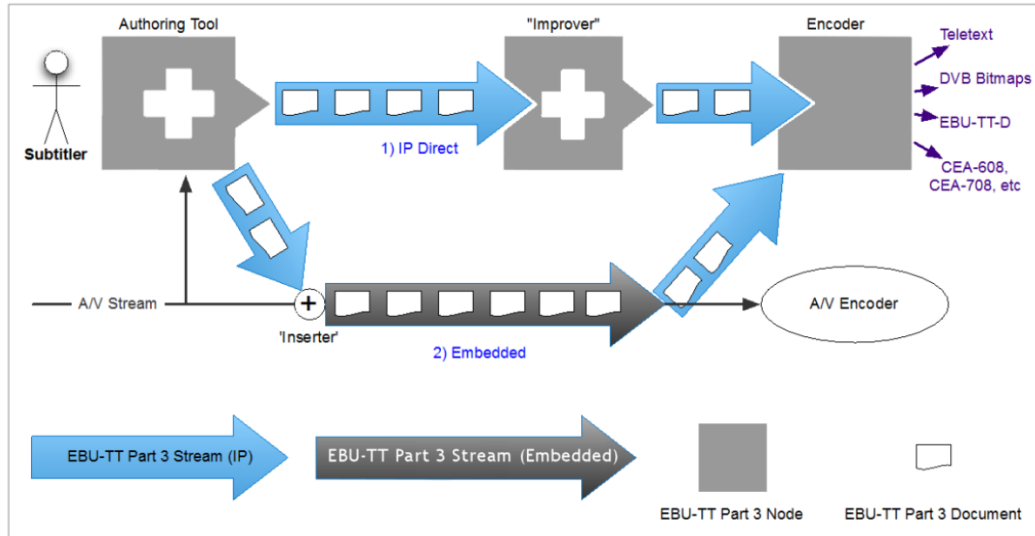 Authoring Tool
"Improver"
Encoder
Teletext
DVB Bitmaps
EBU-TT-D
CEA-608,
CEA-708, etc
Subtitler
1) IP Direct
A/V Stream
'Inserter'
2) Embedded
A/V Encoder
EBU-TT Part 3 Stream (IP)
EBU-TT Part 3 Stream (Embedded)
EBU-TT Part 3 Node
EBU-TT Part 3 Document